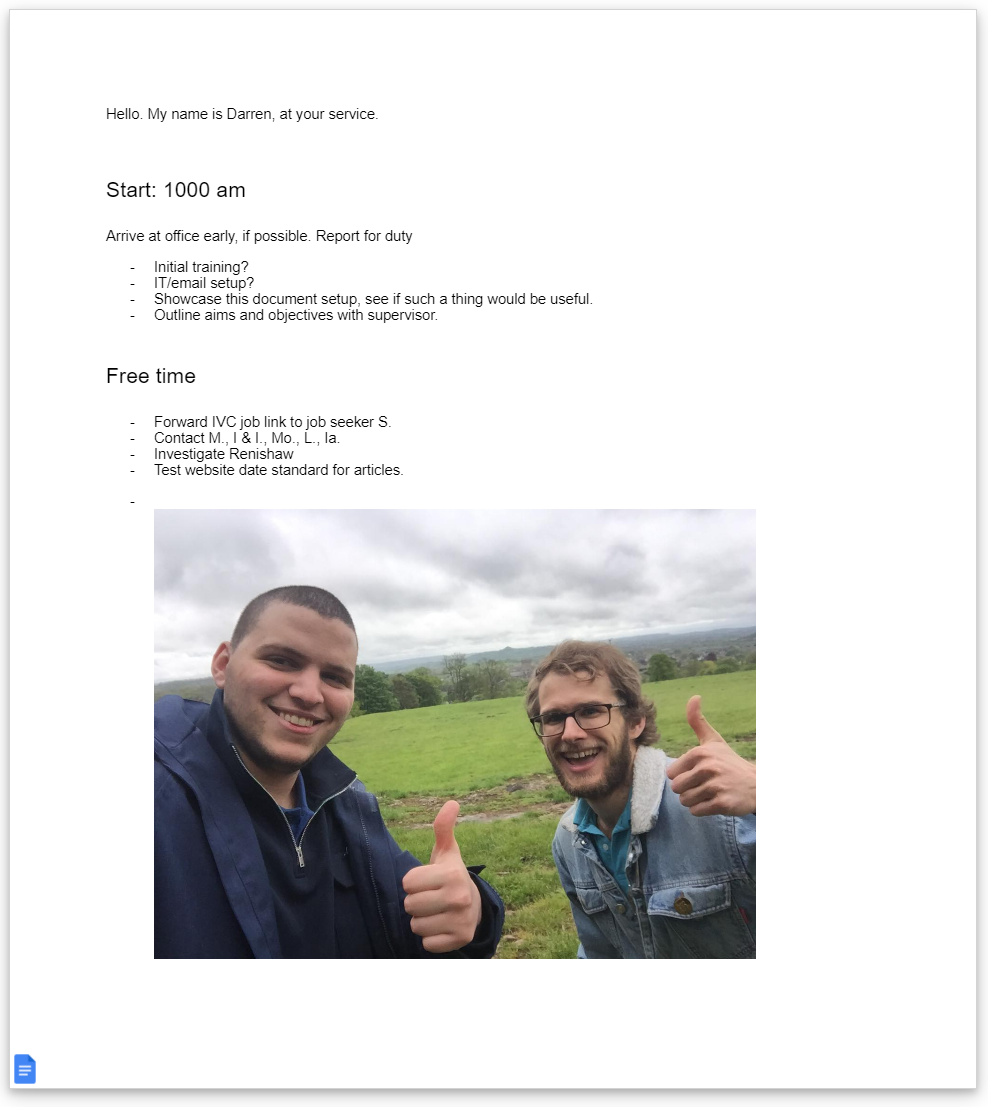 Hello. My name is Darren, at your service.
Start: 1000 am
Arrive at office early, if possible. Report for duty
- Initial training?
- IT/email setup?
- Showcase this document setup, see if such a thing would be useful.
- Outline aims and objectives with supervisor.
Free time
- Forward IVC job link to job seeker S.
- Contact M., I & I., Mo., L., Ia.
- Investigate Renishaw
- Test website date standard for articles.
-